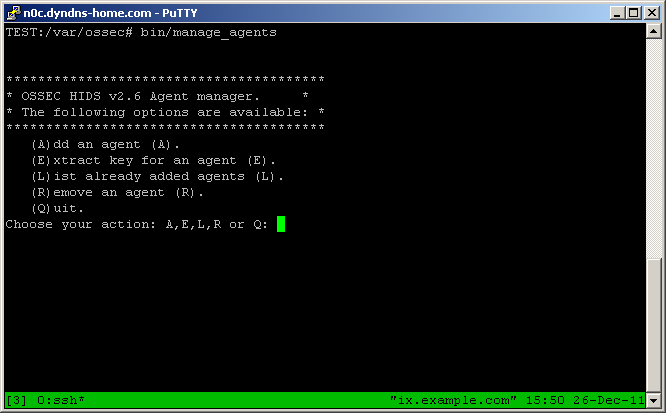 n0c.dyndns-home.com - PuTTY
TEST:/var/ossec# bin/manage_agents
****************************************
* OSSEC HIDS v2.6 Agent manager.     *
* The following options are available: *
****************************************
   (A)dd an agent (A).
   (E)xtract key for an agent (E).
   (L)ist already added agents (L).
   (R)emove an agent (R).
   (Q)uit.
Choose your action: A,E,L,R or Q:
[3] 0:ssh* "ix.example.com" 15:50 26-Dec-11